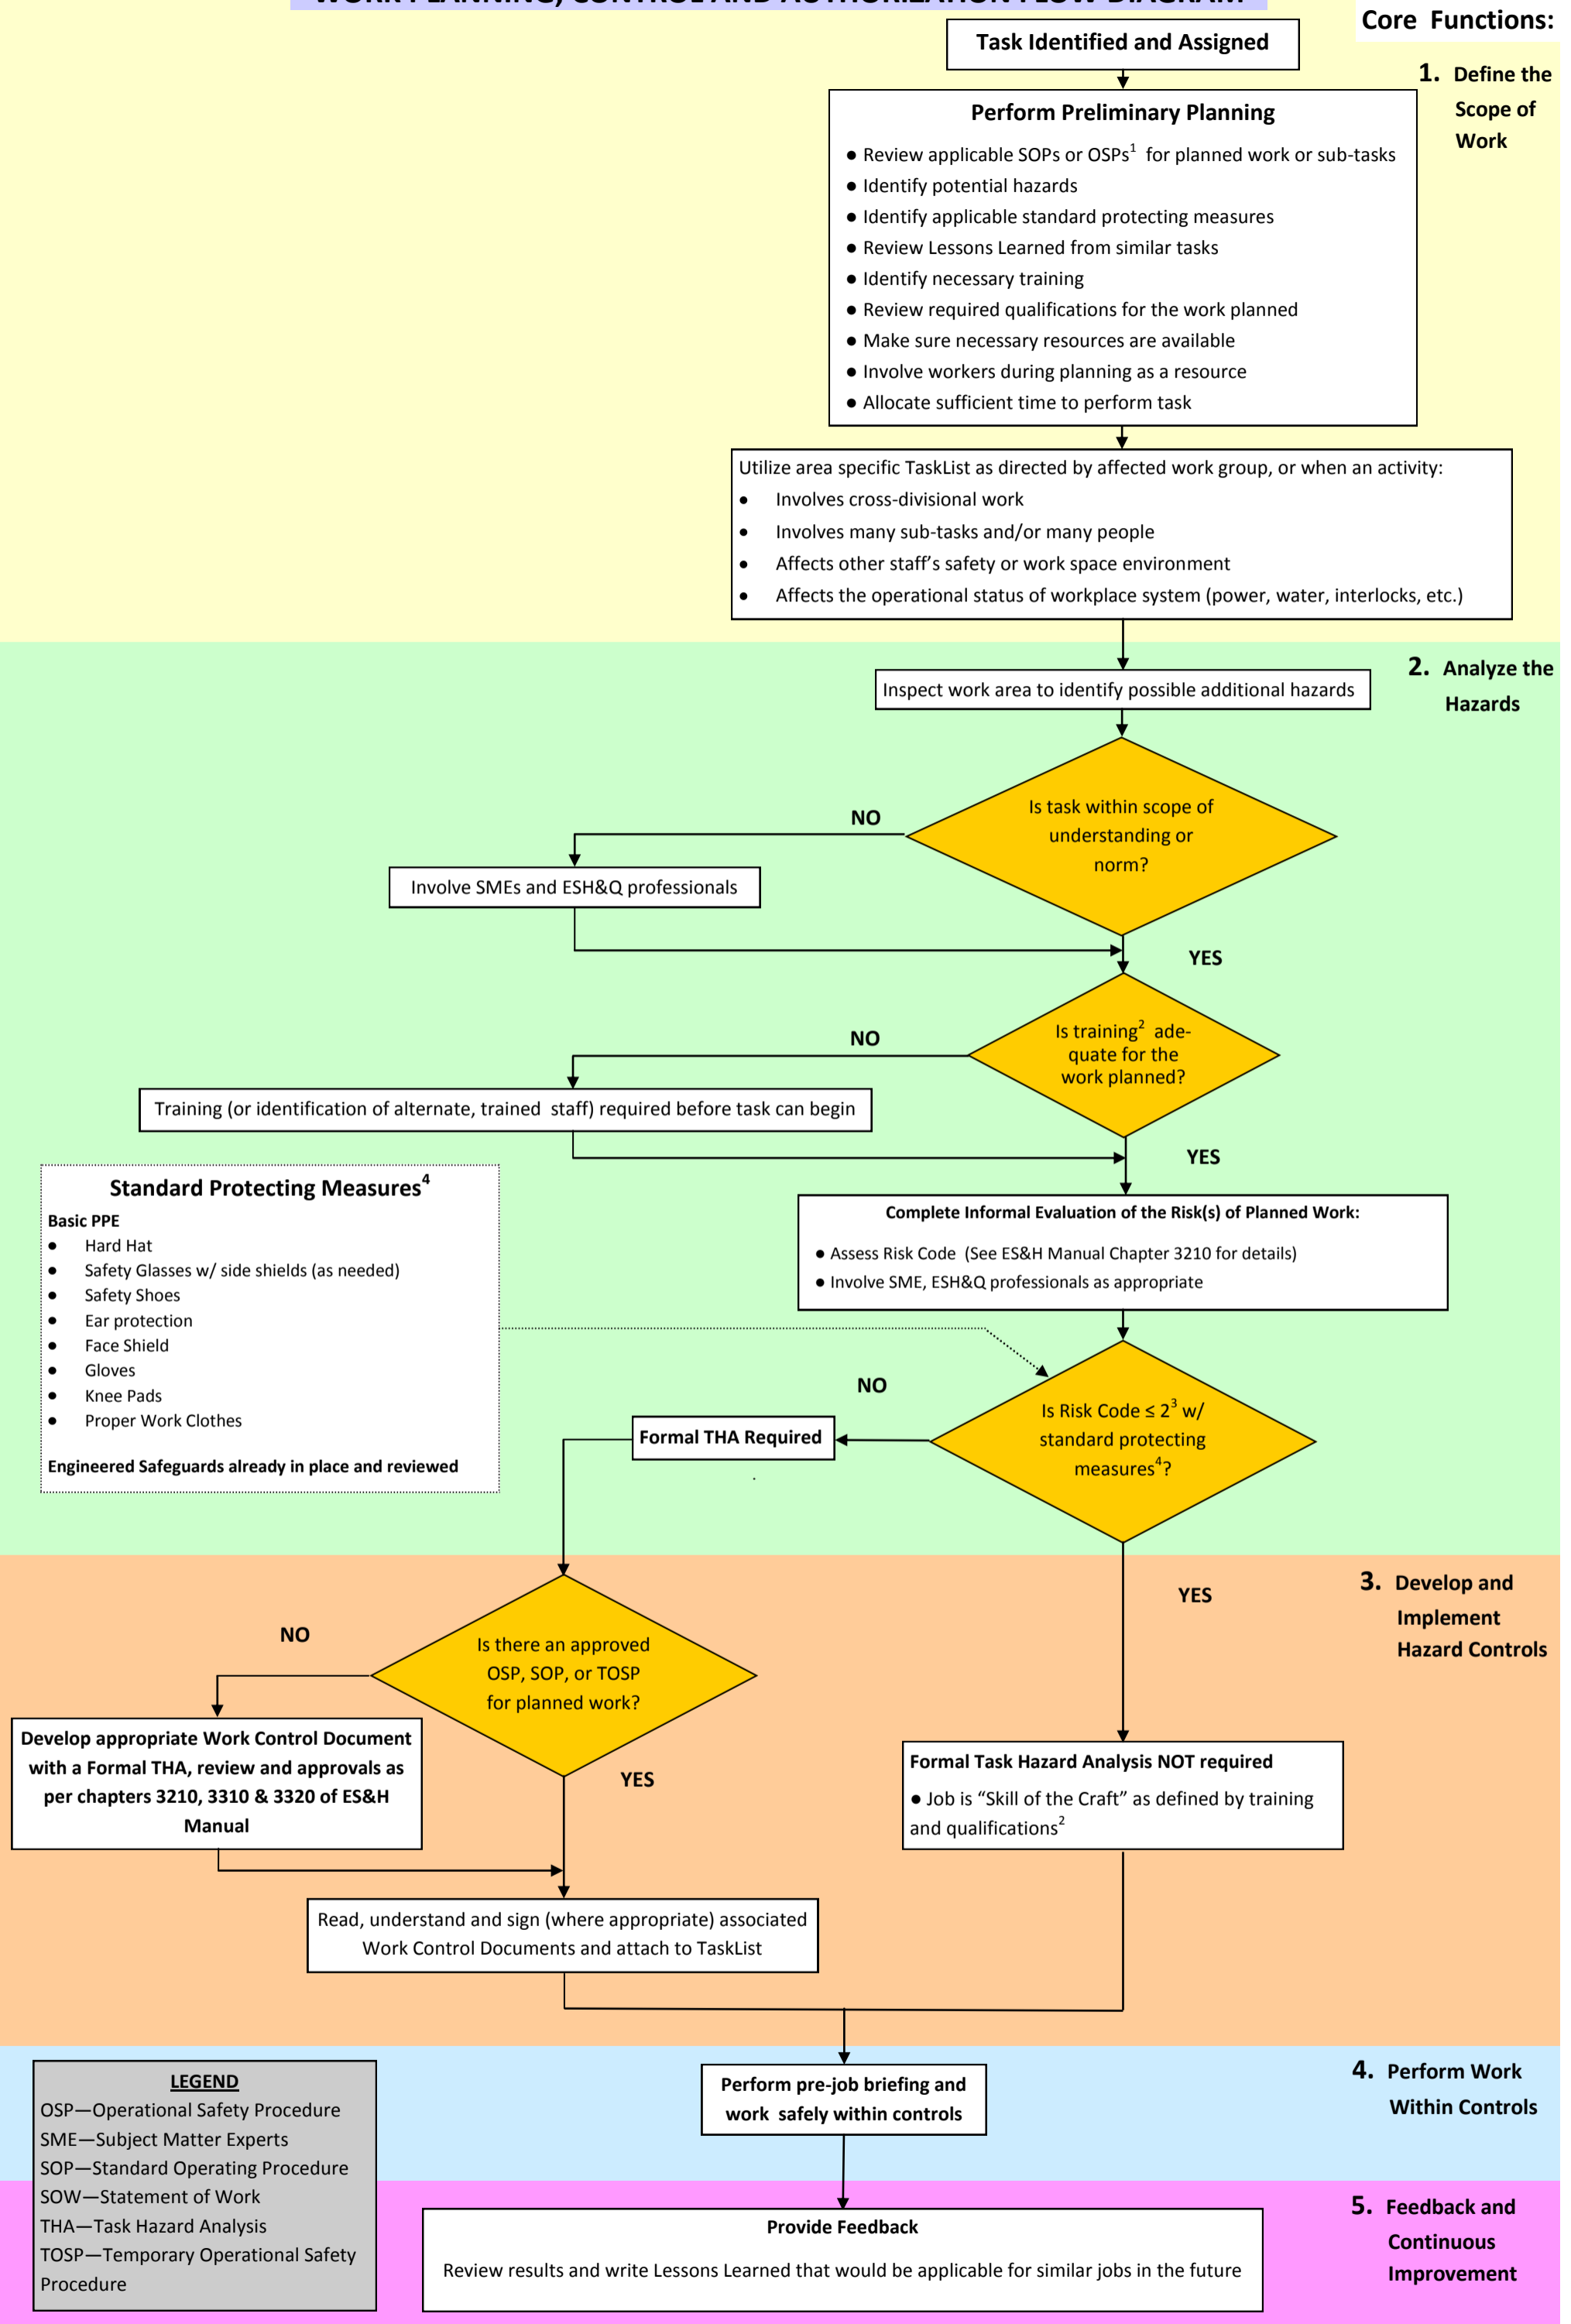 WORK PLANNING, CONTROL AND AUTHORIZATION FLOW DIAGRAM
Core Functions:
Task Identified and Assigned
1. Define the
Scope of
Work
Perform Preliminary Planning
● Review applicable SOPs or OSPs1 for planned work or sub-tasks
● Identify potential hazards
● Identify applicable standard protecting measures
● Review Lessons Learned from similar tasks
● Identify necessary training
● Review required qualifications for the work planned
● Make sure necessary resources are available
● Involve workers during planning as a resource
● Allocate sufficient time to perform task
Utilize area specific TaskList as directed by affected work group, or when an activity:
● Involves cross-divisional work
● Involves many sub-tasks and/or many people
● Affects other staff’s safety or work space environment
● Affects the operational status of workplace system (power, water, interlocks, etc.)
2. Analyze the
Hazards
Inspect work area to identify possible additional hazards
Is task within scope of
understanding or
norm?
NO
Involve SMEs and ESH&Q professionals
YES
Is training2 ade-
quate for the
work planned?
NO
Training (or identification of alternate, trained staff) required before task can begin
YES
Standard Protecting Measures4
Basic PPE
● Hard Hat
● Safety Glasses w/ side shields (as needed)
● Safety Shoes
● Ear protection
● Face Shield
● Gloves
● Knee Pads
● Proper Work Clothes
Engineered Safeguards already in place and reviewed
Complete Informal Evaluation of the Risk(s) of Planned Work:
● Assess Risk Code (See ES&H Manual Chapter 3210 for details)
● Involve SME, ESH&Q professionals as appropriate
Is Risk Code ≤ 23 w/
standard protecting
measures4?
NO
Formal THA Required
.
YES
3. Develop and
Implement
Hazard Controls
Is there an approved
OSP, SOP, or TOSP
for planned work?
NO
Develop appropriate Work Control Document
with a Formal THA, review and approvals as
per chapters 3210, 3310 & 3320 of ES&H
Manual
YES
Formal Task Hazard Analysis NOT required
● Job is “Skill of the Craft” as defined by training
and qualifications2
Read, understand and sign (where appropriate) associated
Work Control Documents and attach to TaskList
4. Perform Work
Within Controls
Perform pre-job briefing and
work safely within controls
LEGEND
OSP—Operational Safety Procedure
SME—Subject Matter Experts
SOP—Standard Operating Procedure
SOW—Statement of Work
THA—Task Hazard Analysis
TOSP—Temporary Operational Safety
Procedure
5. Feedback and
Continuous
Improvement
Provide Feedback
Review results and write Lessons Learned that would be applicable for similar jobs in the future